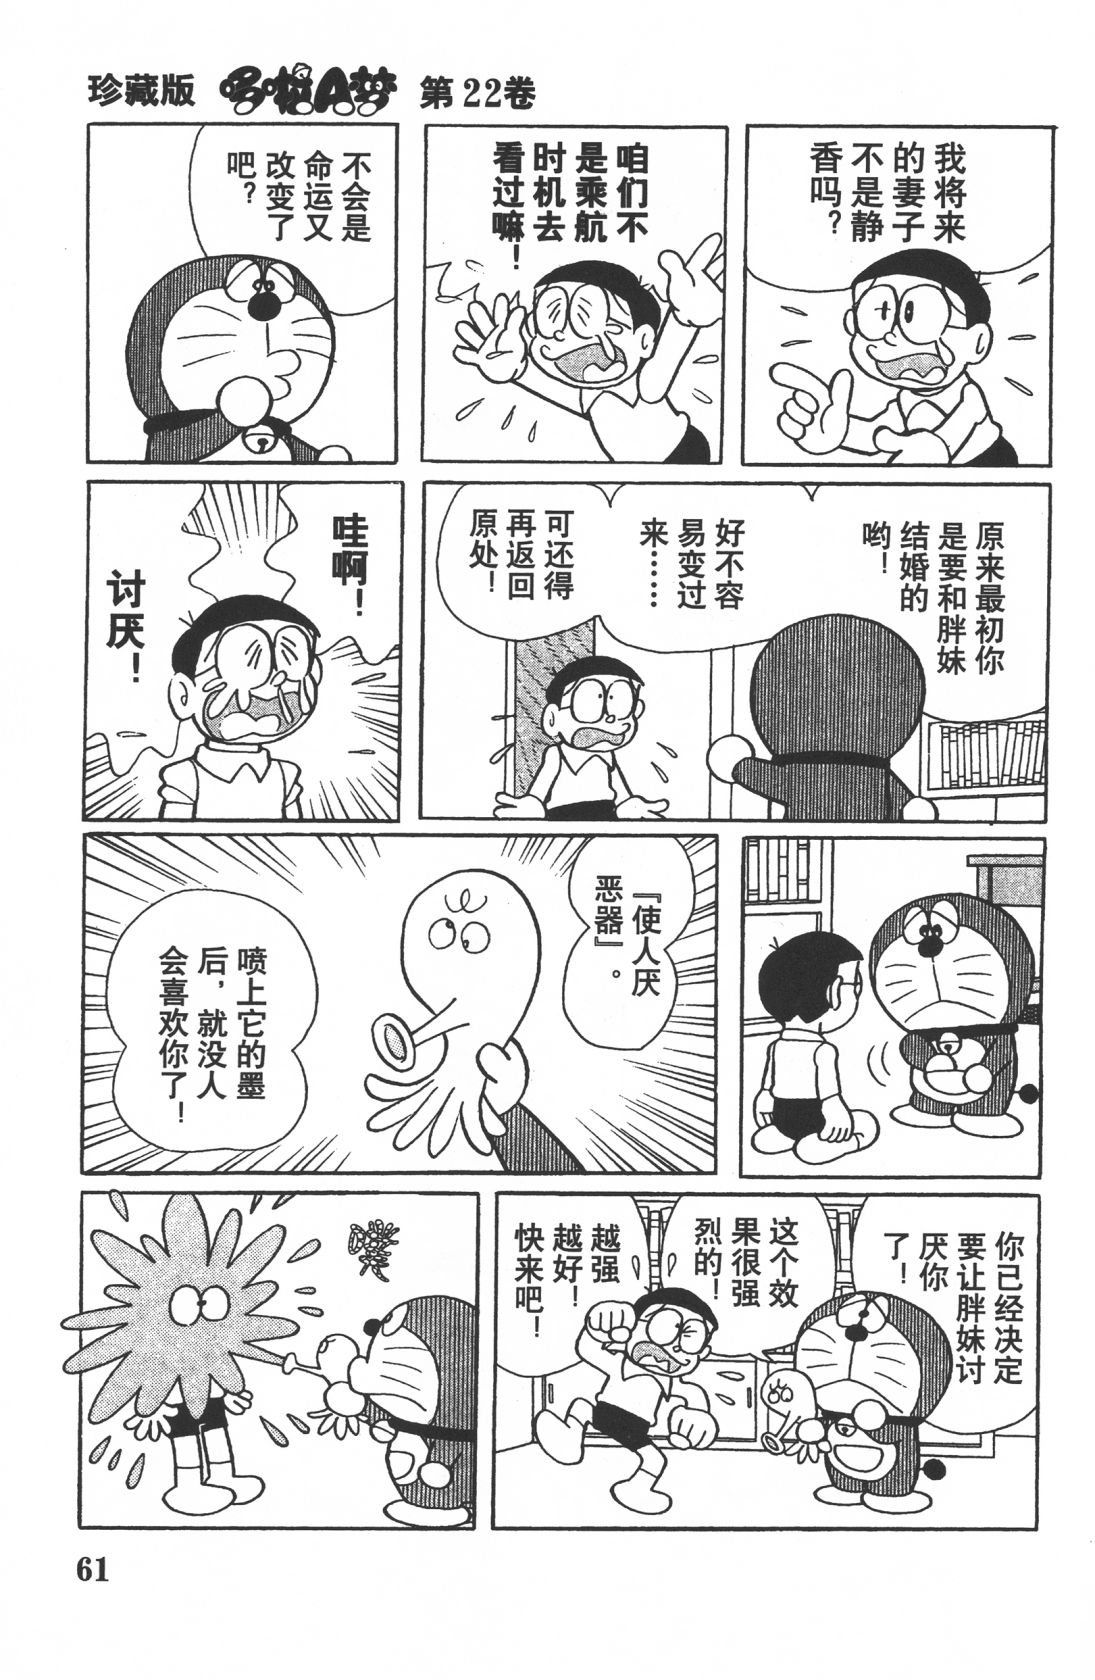 珍藏版 哆啦A梦 第22卷
我将来
的妻子
不是静
香吗？
咱们不
是乘航
时机去
看过嘛！
不会是
命运又
改变了
吧？
原来最初你
是要和胖妹
结婚的
哟！
好不容
易变过
来……
可还得
再返回
原处！
哇啊！
讨厌！
『使人厌
恶器』。
喷上它的墨
后，就没人
会喜欢你了！
你已经决定
要让胖妹讨
厌你
了！
这个效
果很强
烈的！
越强
越好！
快来吧！
61